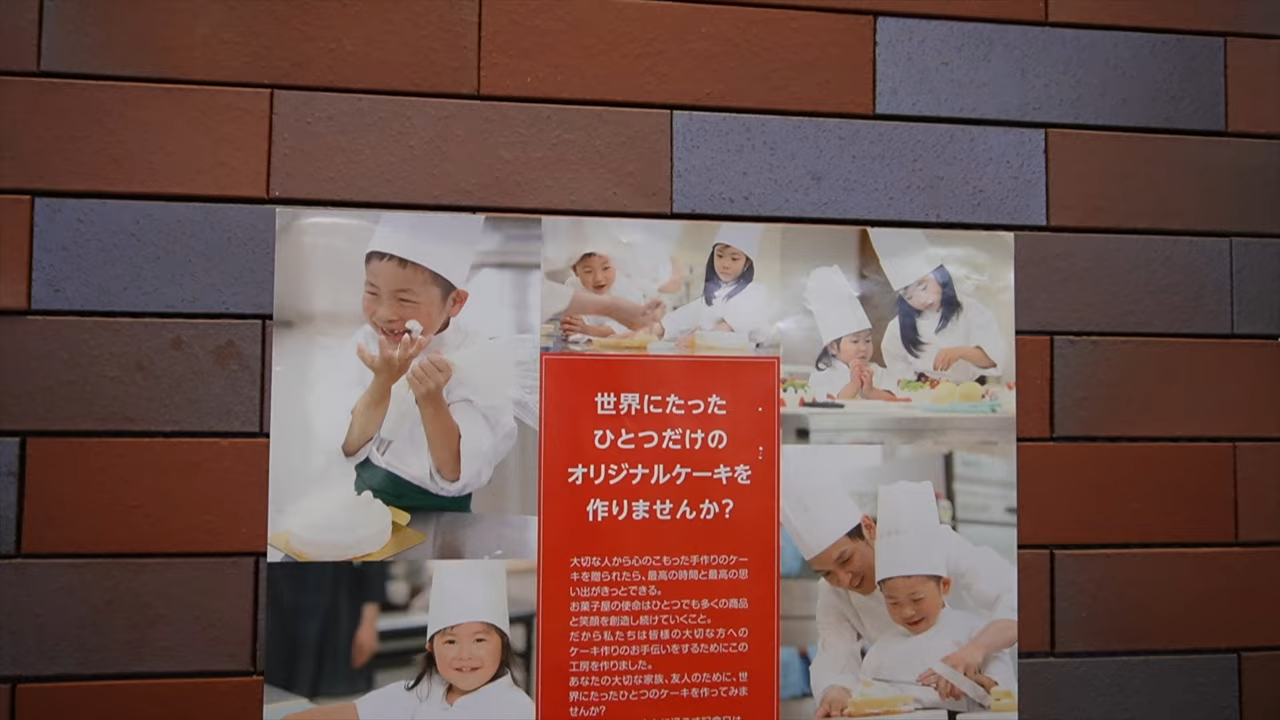 世界にたった
ひとつだけの
オリジナルケーキを
作りませんか?
大切な人から心のこもった手作りのケー
キを贈られたら、最高の時間と最高の思
い出がきっとできる。
お菓子屋の使命はひとつでも多くの商品
と笑顔を創造し続けていくこと。
だから私たちは皆様の大切な方への
ケーキ作りのお手伝いをするためにこの
工房を作りました。
あなたの大切な家族、友人のために、世
界にたったひとつのケーキを作ってみま
せんか?